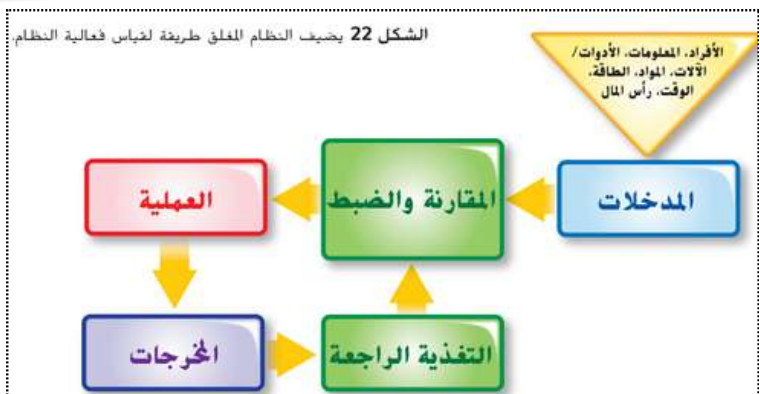 الشكل 22 يضيف النظام المغلق طريقة لقياس فعالية النظام.
الأفراد، المعلومات، الأدوات/
الآلات، المواد، الطاقة،
الوقت، رأس المال
المدخلات
المقارنة والضبط
العملية
التغذية الراجعة
المخرجات